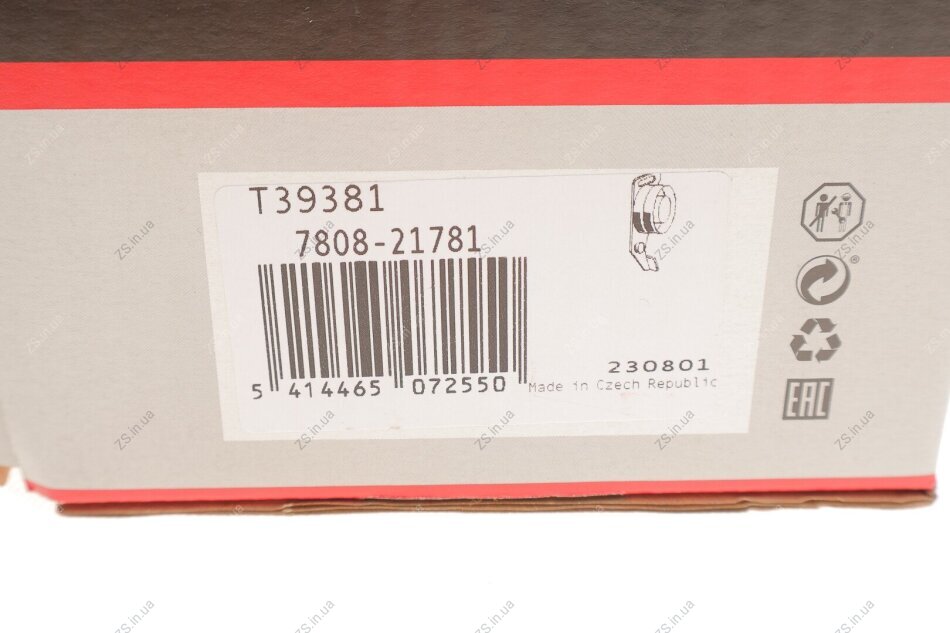 T39381
7808-21781
5 414465 072550
230801
Made in Czech Republic
®
EAC
ZS.in.ua